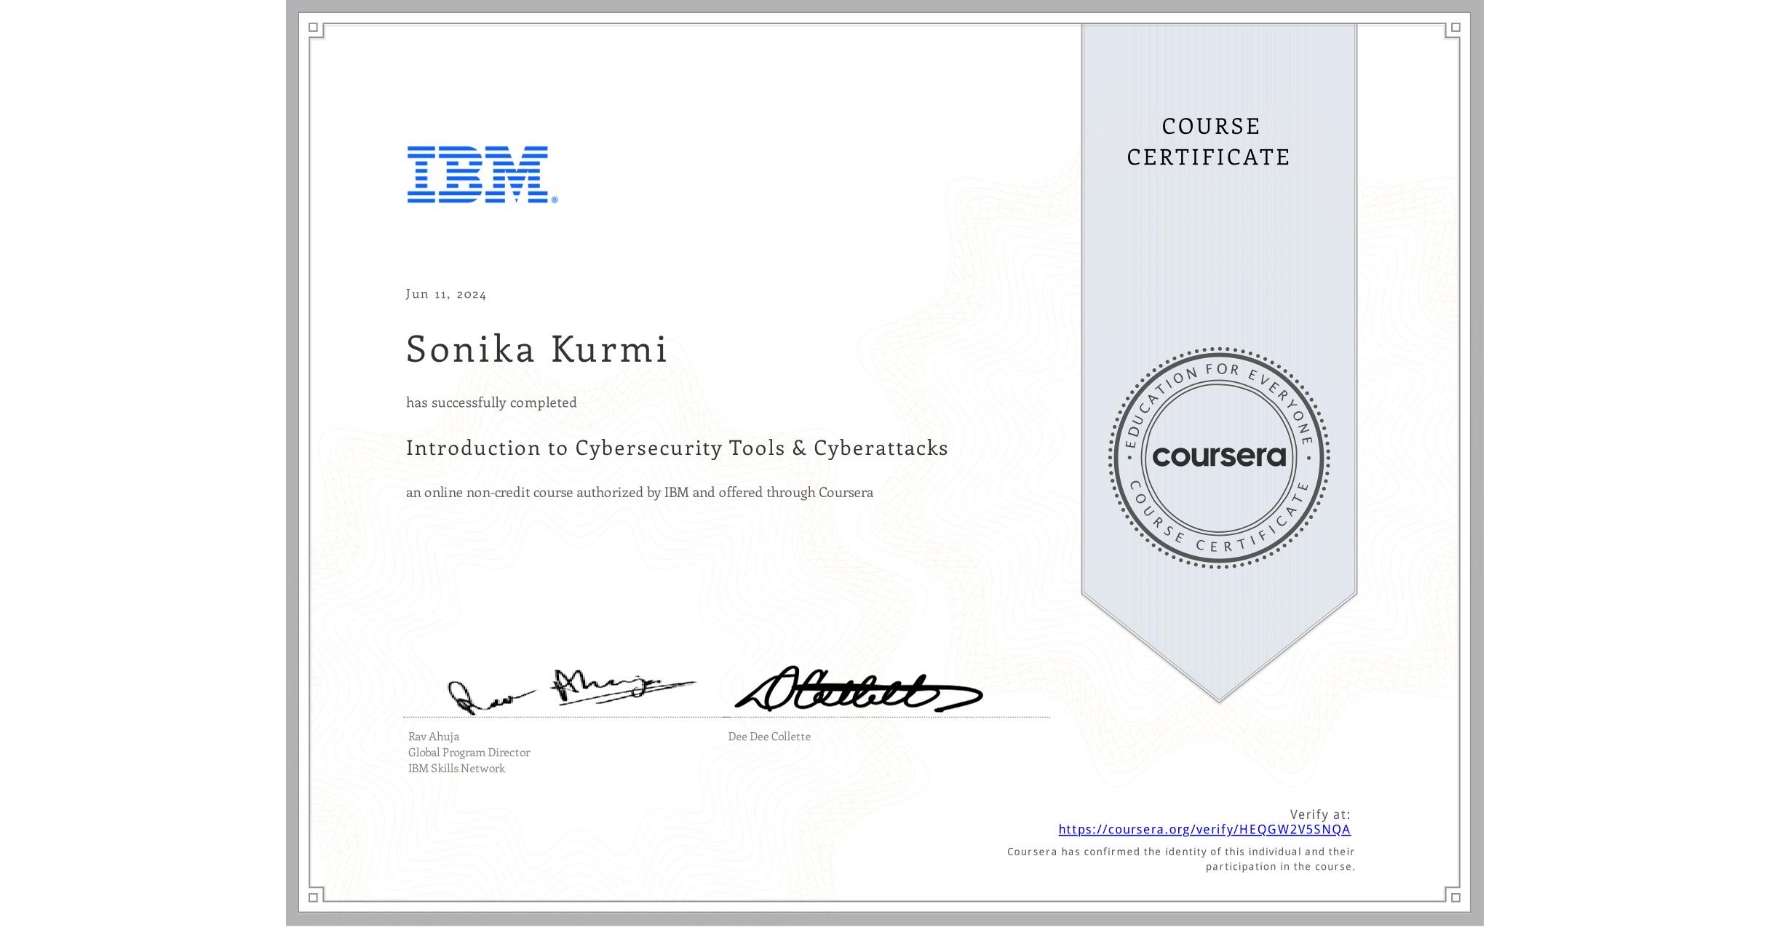 IBM®
COURSE
CERTIFICATE
Jun 11, 2024
Sonika Kurmi
has successfully completed
Introduction to Cybersecurity Tools & Cyberattacks
an online non-credit course authorized by IBM and offered through Coursera
EDUCATION FOR EVERYONE
coursera
COURSE CERTIFICATE
Rav Ahuja
Global Program Director
IBM Skills Network
Dee Dee Collette
Verify at:
https://coursera.org/verify/HEQGW2V5SNQA
Coursera has confirmed the identity of this individual and their
participation in the course.